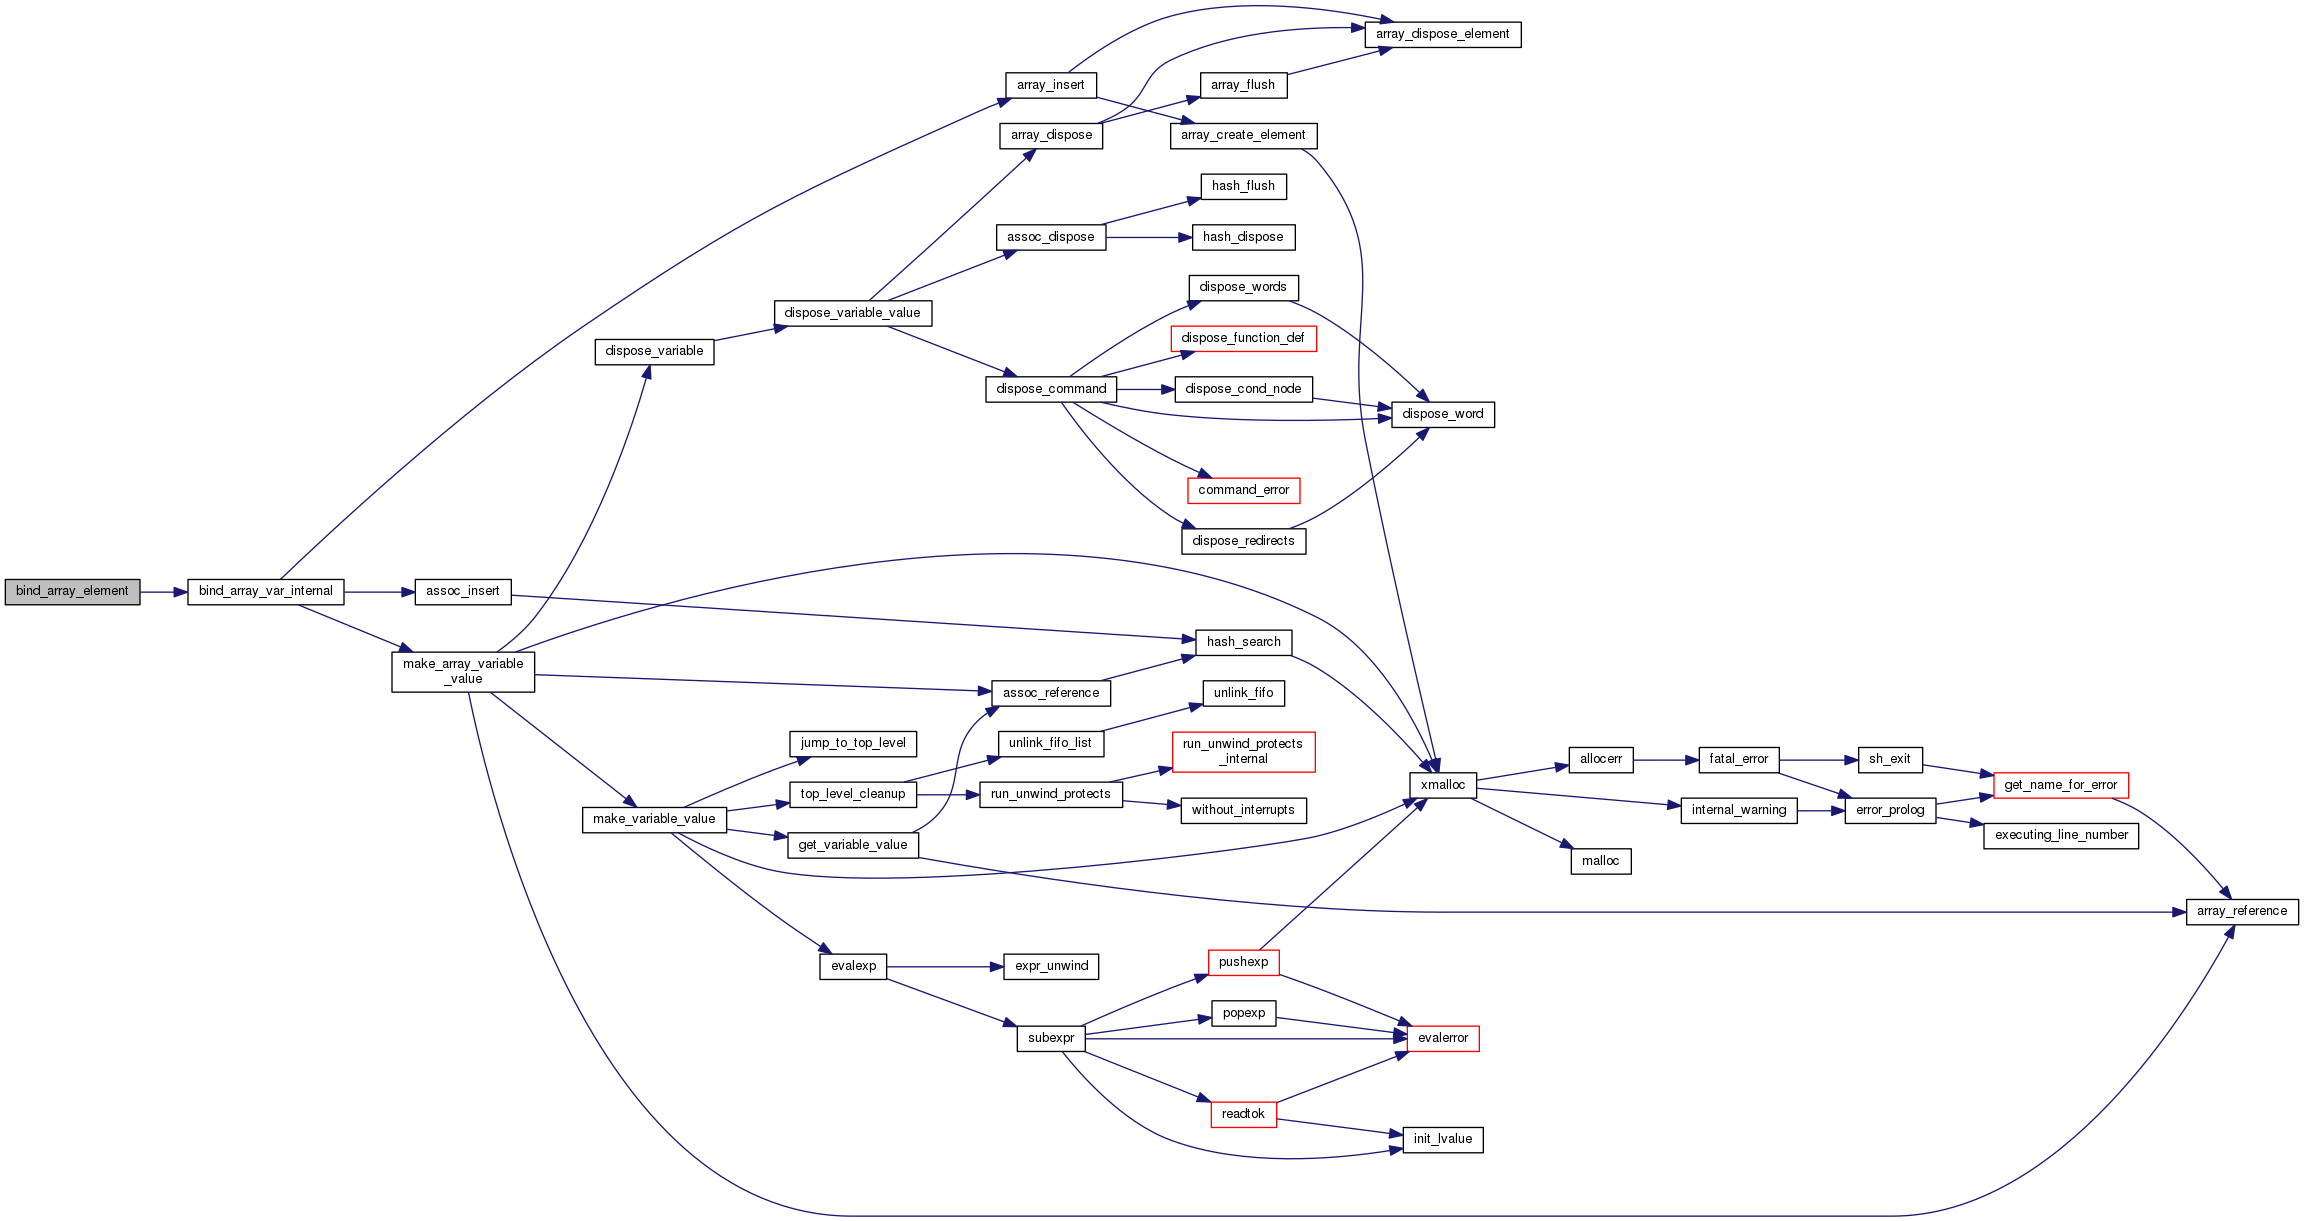 array_dispose_element
array_insert
array_flush
array_dispose
array_create_element
hash_flush
assoc_dispose
hash_dispose
dispose_words
dispose_variable_value
dispose_function_def
dispose_variable
dispose_command
dispose_cond_node
dispose_word
command_error
dispose_redirects
bind_array_element
bind_array_var_internal
assoc_insert
hash_search
make_array_variable
_value
assoc_reference
unlink_fifo
jump_to_top_level
unlink_fifo_list
run_unwind_protects
_internal
allocerr
fatal_error
sh_exit
top_level_cleanup
run_unwind_protects
xmalloc
get_name_for_error
without_interrupts
internal_warning
error_prolog
make_variable_value
executing_line_number
get_variable_value
malloc
array_reference
evalexp
expr_unwind
pushexp
popexp
subexpr
evalerror
readtok
init_lvalue